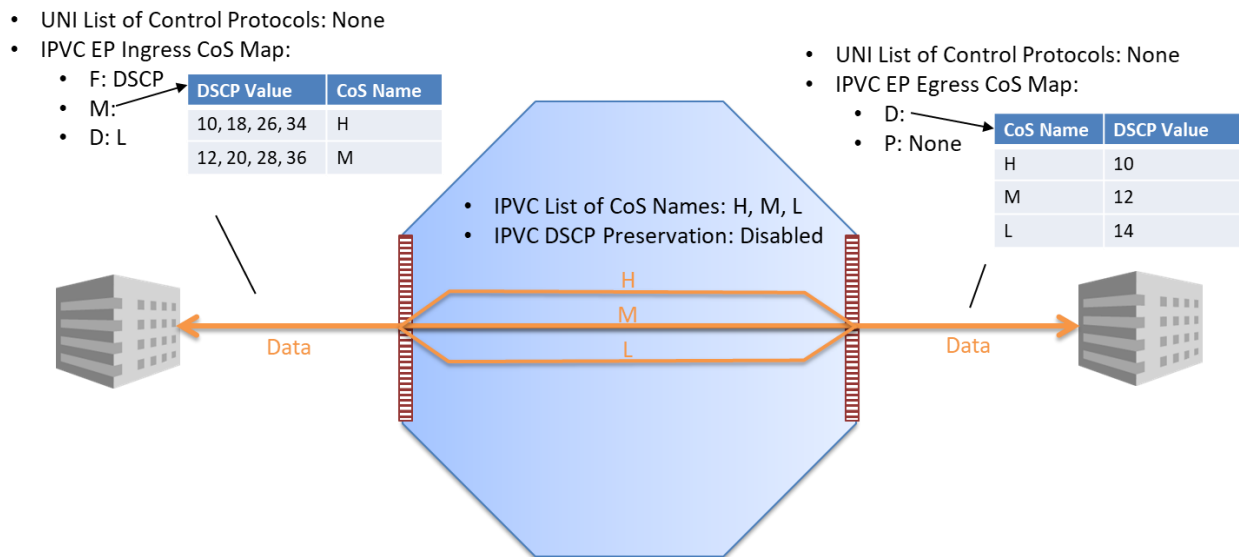 • UNI List of Control Protocols: None
• IPVC EP Ingress CoS Map:
• F: DSCP
• M:
• D: L
DSCP Value CoS Name
10, 18, 26, 34 H
12, 20, 28, 36 M
• UNI List of Control Protocols: None
• IPVC EP Egress CoS Map:
• D:
• P: None
CoS Name DSCP Value
H 10
M 12
L 14
• IPVC List of CoS Names: H, M, L
• IPVC DSCP Preservation: Disabled
H
M
L
Data
Data